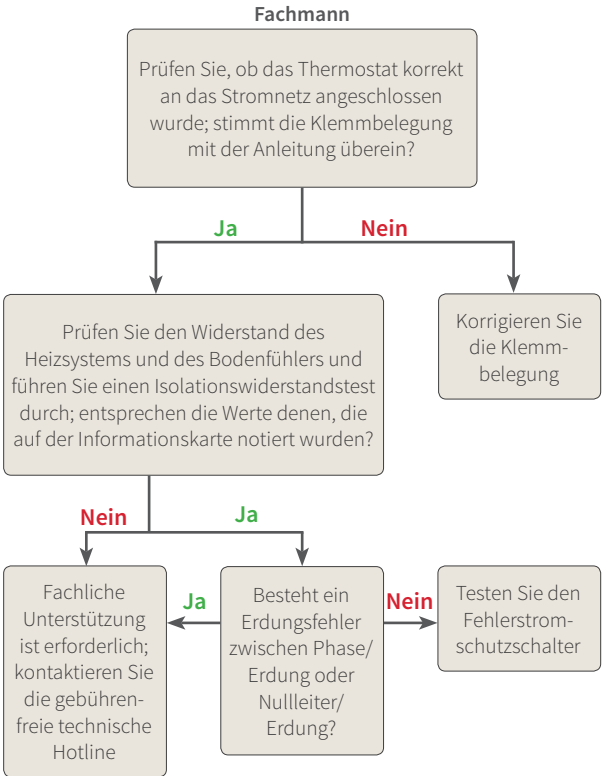 Fachmann
Prüfen Sie, ob das Thermostat korrekt
an das Stromnetz angeschlossen
wurde; stimmt die Klemmbelegung
mit der Anleitung überein?
Ja
Nein
Prüfen Sie den Widerstand des
Heizsystems und des Bodenfühlers und
führen Sie einen Isolationswiderstandstest
durch; entsprechen die Werte denen, die
auf der Informationskarte notiert wurden?
Korrigieren Sie
die Klemm-
belegung
Nein
Ja
Fachliche
Unterstützung
ist erforderlich;
kontaktieren Sie
die gebühren-
freie technische
Hotline
Ja
Besteht ein
Erdungsfehler
zwischen Phase/
Erdung oder
Nullleiter/
Erdung?
Nein
Testen Sie den
Fehlerstrom-
schutzschalter